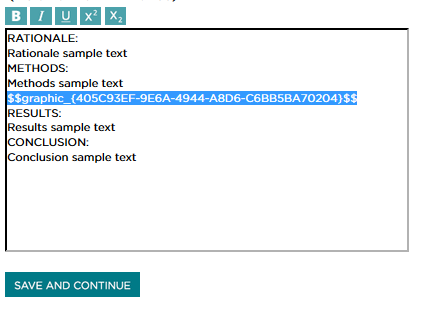 B I U X² X₂
RATIONALE:
Rationale sample text
METHODS:
Methods sample text
$$graphic_{405C93EF-9E6A-4944-A8D6-C6BB5BA70204}$$
RESULTS:
Results sample text
CONCLUSION:
Conclusion sample text
SAVE AND CONTINUE